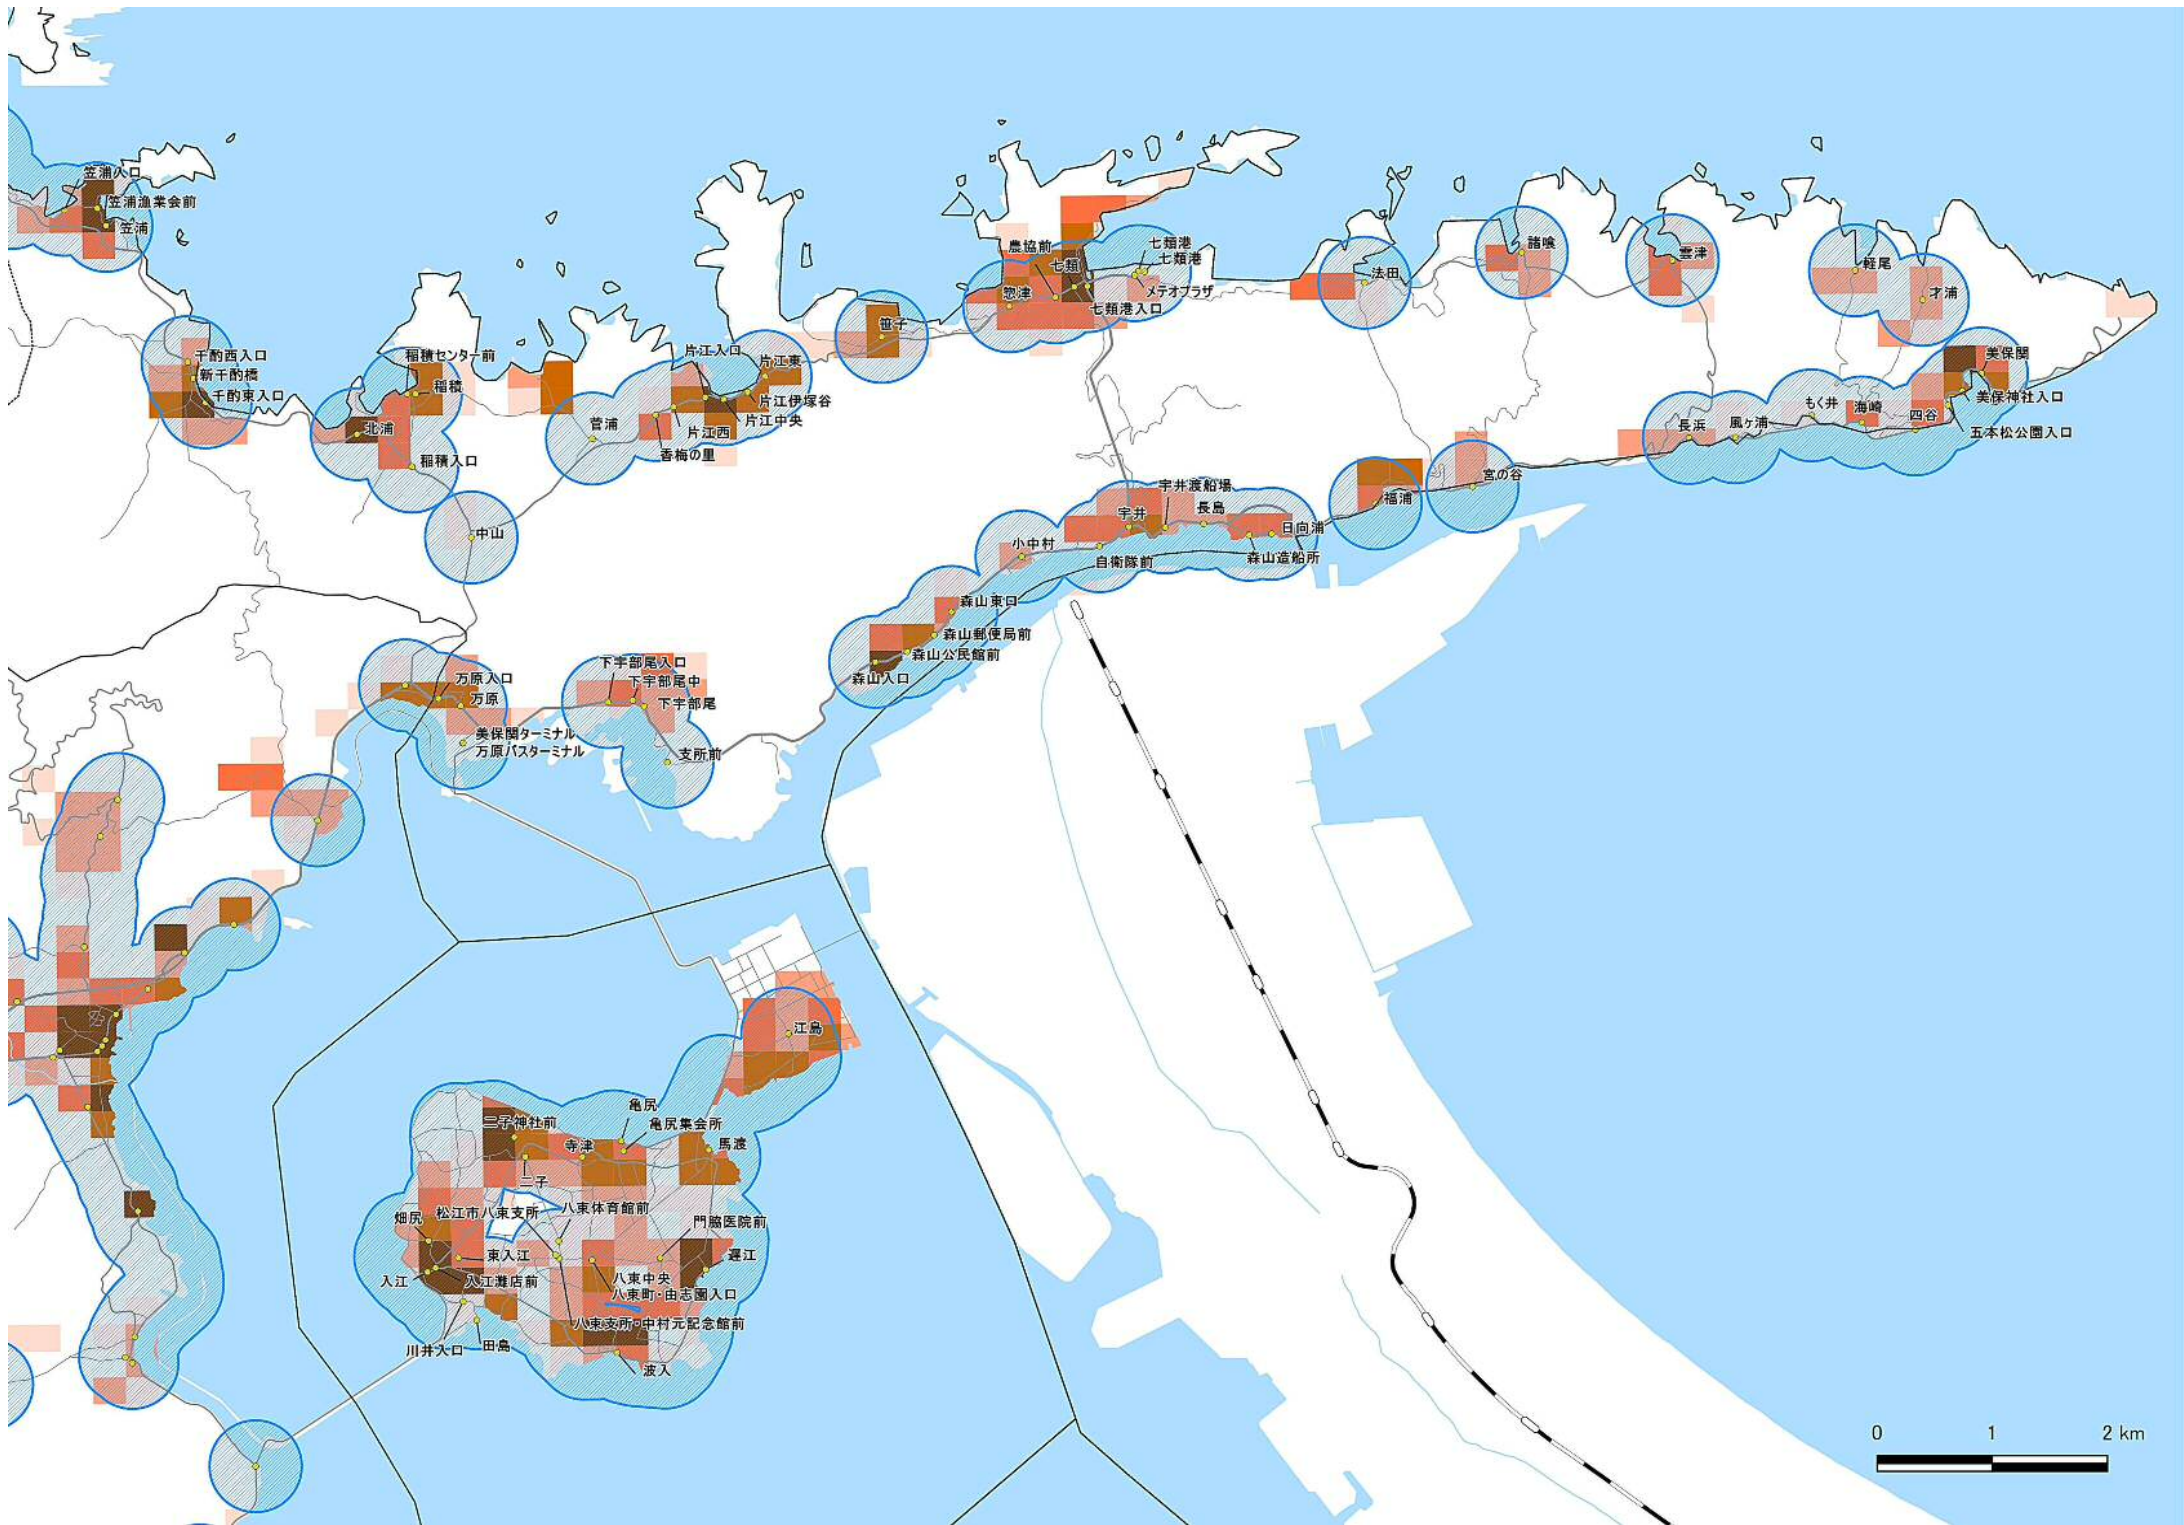 笠浦入口
笠浦漁業会前
笠浦
千酌西入口
新千酌橋
千酌東入口
稲積センター前
稲積
北浦
稲積入口
中山
菅浦
片江入口
片江東
片江伊塚谷
片江中央
片江西
香梅の里
笹子
農協前
七類
惣津
七類港
七類港
メテオプラザ
七類港入口
法田
諸喰
雲津
軽尾
才浦
美保関
美保神社入口
五本松公園入口
四谷
海崎
もく井
風ヶ浦
長浜
宮の谷
福浦
宇井渡船場
長島
宇井
日向浦
森山造船所
自衛隊前
小中村
森山東口
森山郵便局前
森山公民館前
森山入口
下宇部尾入口
下宇部尾中
下宇部尾
支所前
万原入口
万原
美保関ターミナル
万原バスターミナル
江島
亀尻
亀尻集会所
二子神社前
寺津
馬渡
二子
松江市八束支所
八束体育館前
門脇医院前
畑尻
東入江
遅江
入江
入江灘店前
八束中央
八束町・由志園入口
八束支所・中村元記念館前
川井入口
田島
波入
0 1 2 km